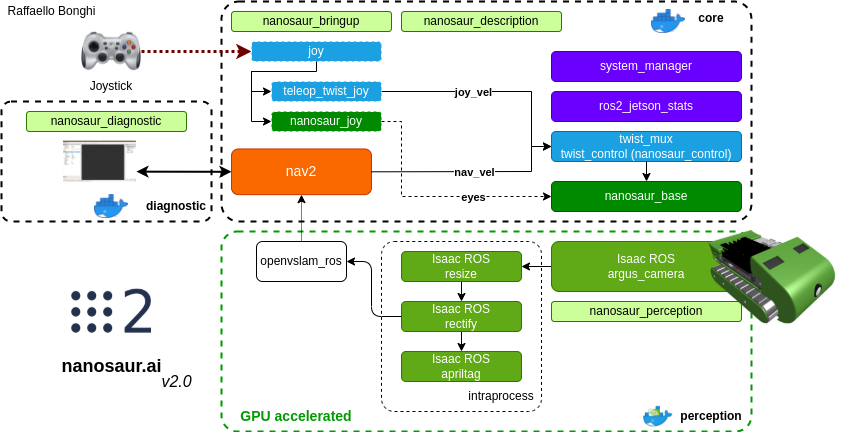 Raffaello Bonghi
nanosaur_bringup
nanosaur_description
core
joy
Joystick
system_manager
teleop_twist_joy
joy_vel
ros2_jetson_stats
nanosaur_diagnostic
nanosaur_joy
twist_mux
twist_control (nanosaur_control)
nav2
nav_vel
eyes
nanosaur_base
diagnostic
openvslam_ros
Isaac ROS
resize
Isaac ROS
argus_camera
Isaac ROS
rectify
nanosaur_perception
Isaac ROS
apriltag
intraprocess
2
nanosaur.ai
v2.0
GPU accelerated
perception